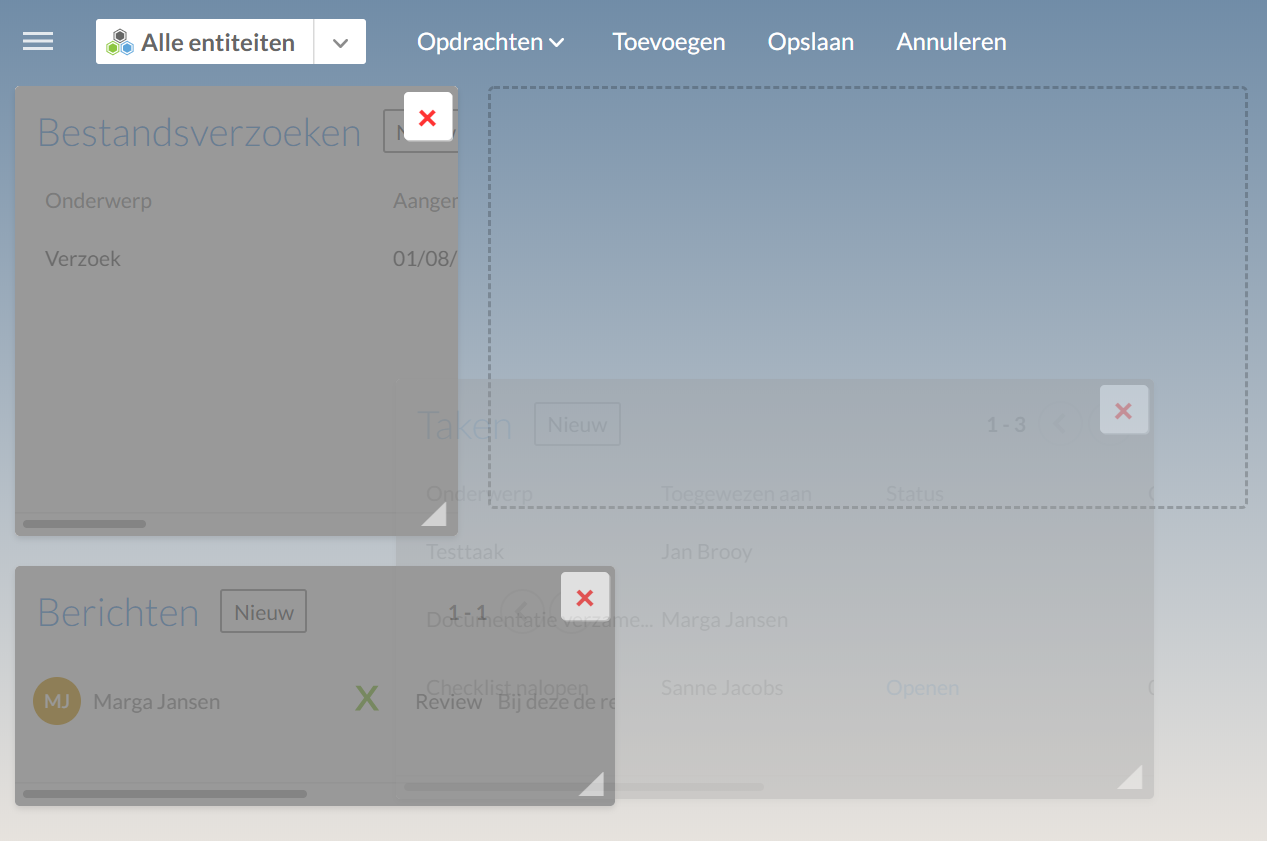 Alle entiteiten
Opdrachten
Toevoegen
Opslaan
Annuleren
Bestandsverzoeken
Onderwerp
Verzoek
01/08/
Taken
Nieuw
1 - 3
Onderwerp
Toegewezen aan
Status
Testtaak
Jan Brooy
Documentatie verzame...
Marga Jansen
Checklist nalopen
Sanne Jacobs
Openen
Berichten
Nieuw
1 - 1
MJ
Marga Jansen
X
Review
Bij deze de re